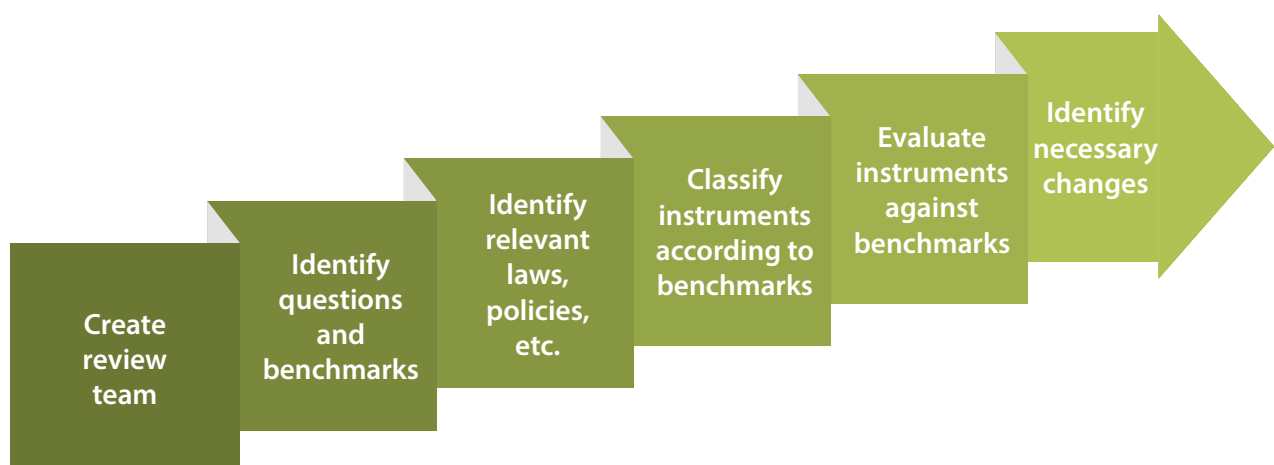 Create
review
team
Identify
questions
and
benchmarks
Identify
relevant
laws,
policies,
etc.
Classify
instruments
according to
benchmarks
Evaluate
instruments
against
benchmarks
Identify
necessary
changes